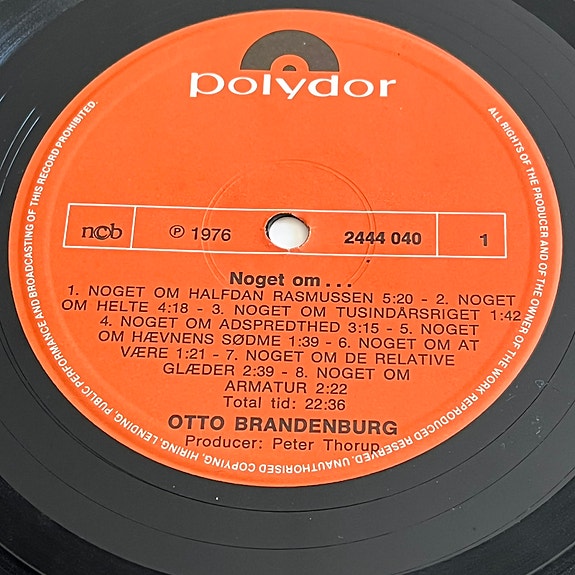 polydor
ncb
℗ 1976
2444 040
1
Noget om...
1. NOGET OM HALFDAN RASMUSSEN 5:20 - 2. NOGET
OM HELTE 4:18 - 3. NOGET OM TUSINDÅRSRIGET 1:42
4. NOGET OM ADSPREDTHED 3:15 - 5. NOGET
OM HÆVNENS SØDME 1:39 - 6. NOGET OM AT
VÆRE 1:21 - 7. NOGET OM DE RELATIVE
GLÆDER 2:39 - 8. NOGET OM
ARMATUR 2:22
Total tid: 22:36
OTTO BRANDENBURG
Producer: Peter Thorup
ALL RIGHTS OF THE PRODUCER AND OF THE OWNER OF THE WORK REPRODUCED RESERVED. UNAUTHORISED COPYING, HIRING, LENDING, PUBLIC PERFORMANCE AND BROADCASTING OF THIS RECORD PROHIBITED.